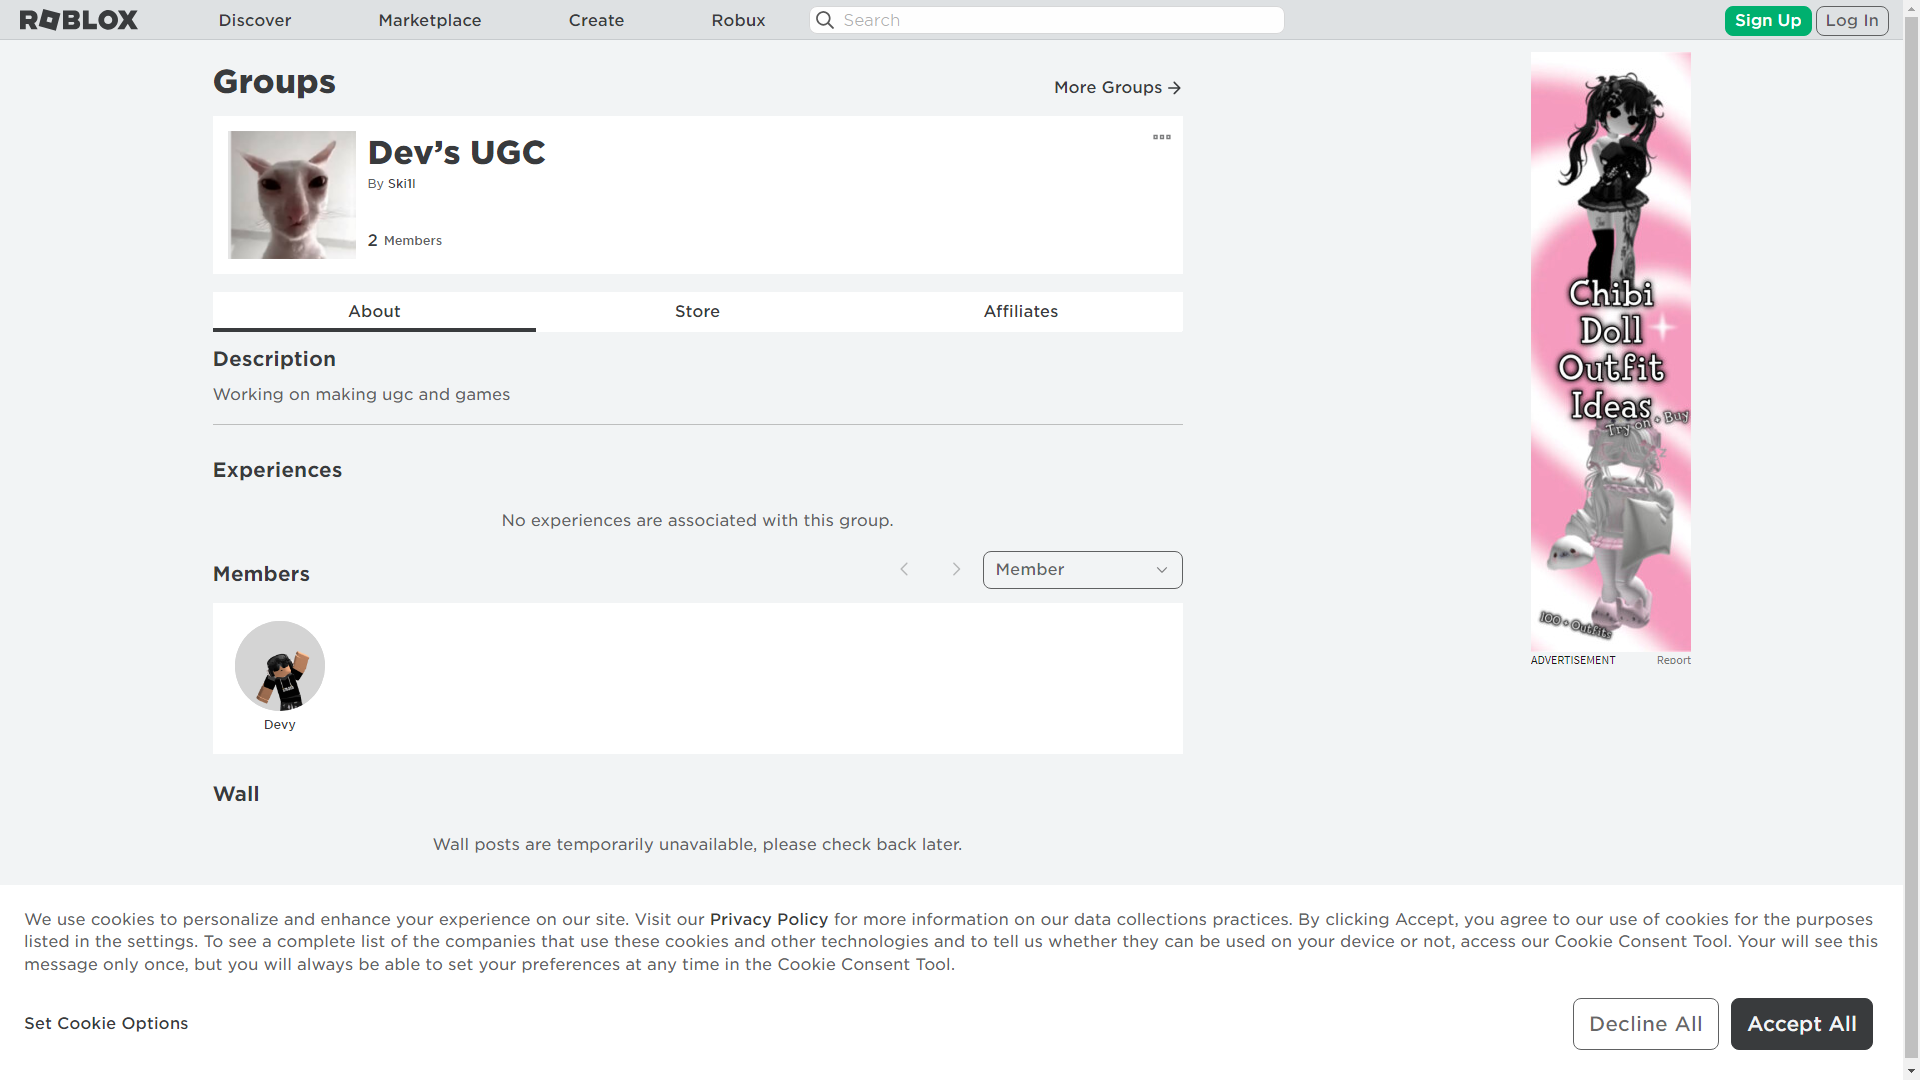 ROBLOX
Discover
Marketplace
Create
Robux
Search
Sign Up
Log In
Groups
More Groups
Dev’s UGC
By Ski1l
2 Members
About
Store
Affiliates
Description
Working on making ugc and games
Experiences
No experiences are associated with this group.
Members
Member
Devy
Wall
Wall posts are temporarily unavailable, please check back later.
Chibi
Doll
Outfit
Ideas
Try on + Buy
100 + Outfits
ADVERTISEMENT
Report
We use cookies to personalize and enhance your experience on our site. Visit our Privacy Policy for more information on our data collections practices. By clicking Accept, you agree to our use of cookies for the purposes
listed in the settings. To see a complete list of the companies that use these cookies and other technologies and to tell us whether they can be used on your device or not, access our Cookie Consent Tool. Your will see this
message only once, but you will always be able to set your preferences at any time in the Cookie Consent Tool.
Set Cookie Options
Decline All
Accept All